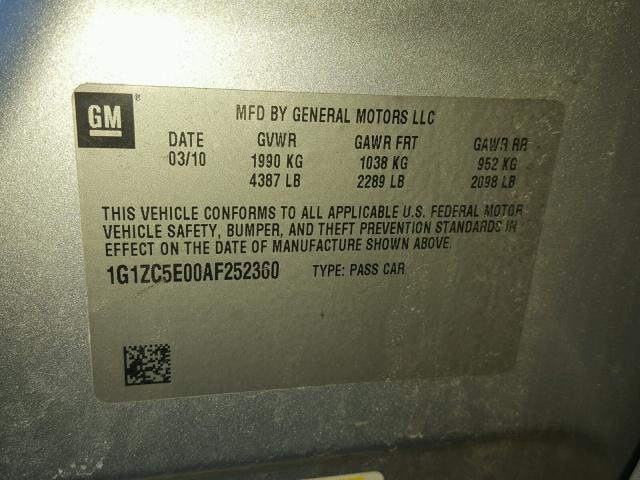 GM ® MFD BY GENERAL MOTORS LLC
DATE GVWR GAWR FRT GAWR RR
03/10 1990 KG 1038 KG 952 KG
4387 LB 2289 LB 2098 LB
THIS VEHICLE CONFORMS TO ALL APPLICABLE U.S. FEDERAL MOTOR
VEHICLE SAFETY, BUMPER, AND THEFT PREVENTION STANDARDS IN
EFFECT ON THE DATE OF MANUFACTURE SHOWN ABOVE.
1G1ZC5E00AF252360 TYPE: PASS CAR